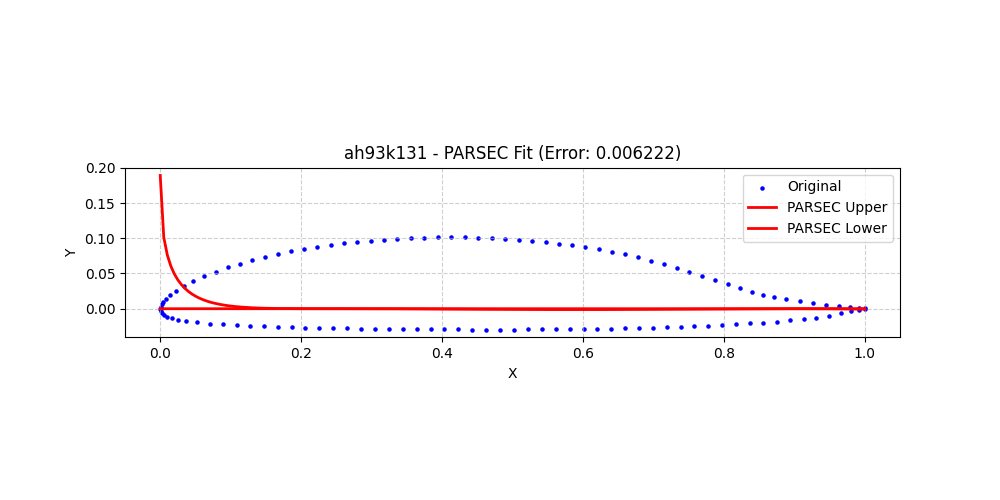 ah93k131 - PARSEC Fit (Error: 0.006222)
0.20
0.15
0.10
0.05
0.00
Y
Original
PARSEC Upper
PARSEC Lower
0.0 0.2 0.4 0.6 0.8 1.0
X